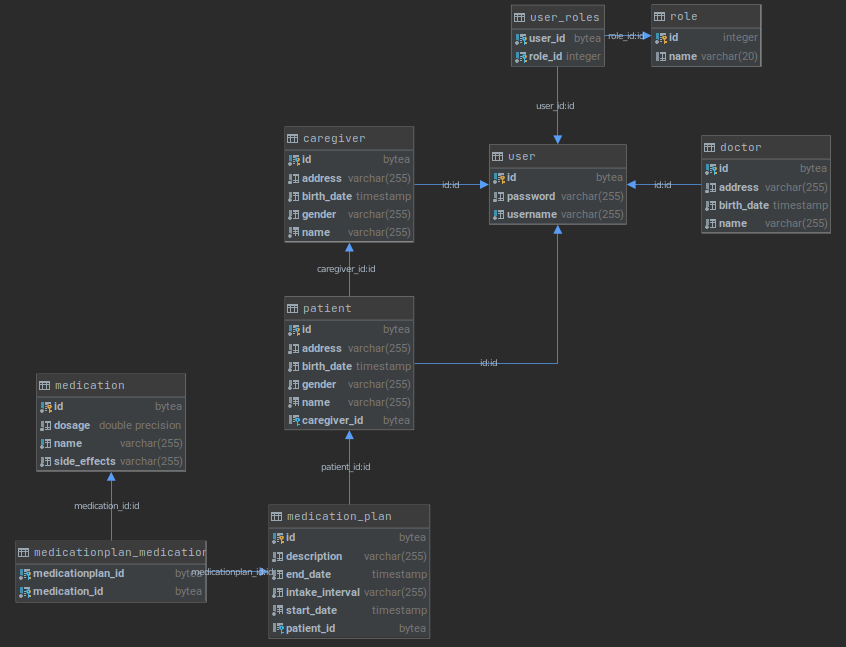 user_roles
user_id bytea
role_id integer
role
id integer
name varchar(20)
role_id:id
user_id:id
caregiver
id bytea
address varchar(255)
birth_date timestamp
gender varchar(255)
name varchar(255)
user
id bytea
password varchar(255)
username varchar(255)
doctor
id bytea
address varchar(255)
birth_date timestamp
name varchar(255)
id:id
id:id
caregiver_id:id
patient
id bytea
address varchar(255)
birth_date timestamp
gender varchar(255)
name varchar(255)
caregiver_id bytea
id:id
medication
id bytea
dosage double precision
name varchar(255)
side_effects varchar(255)
patient_id:id
medication_id:id
medication_plan
id bytea
description varchar(255)
end_date timestamp
intake_interval varchar(255)
start_date timestamp
patient_id bytea
medicationplan_medication
medicationplan_id bytea
medication_id bytea
medicationplan_id:id